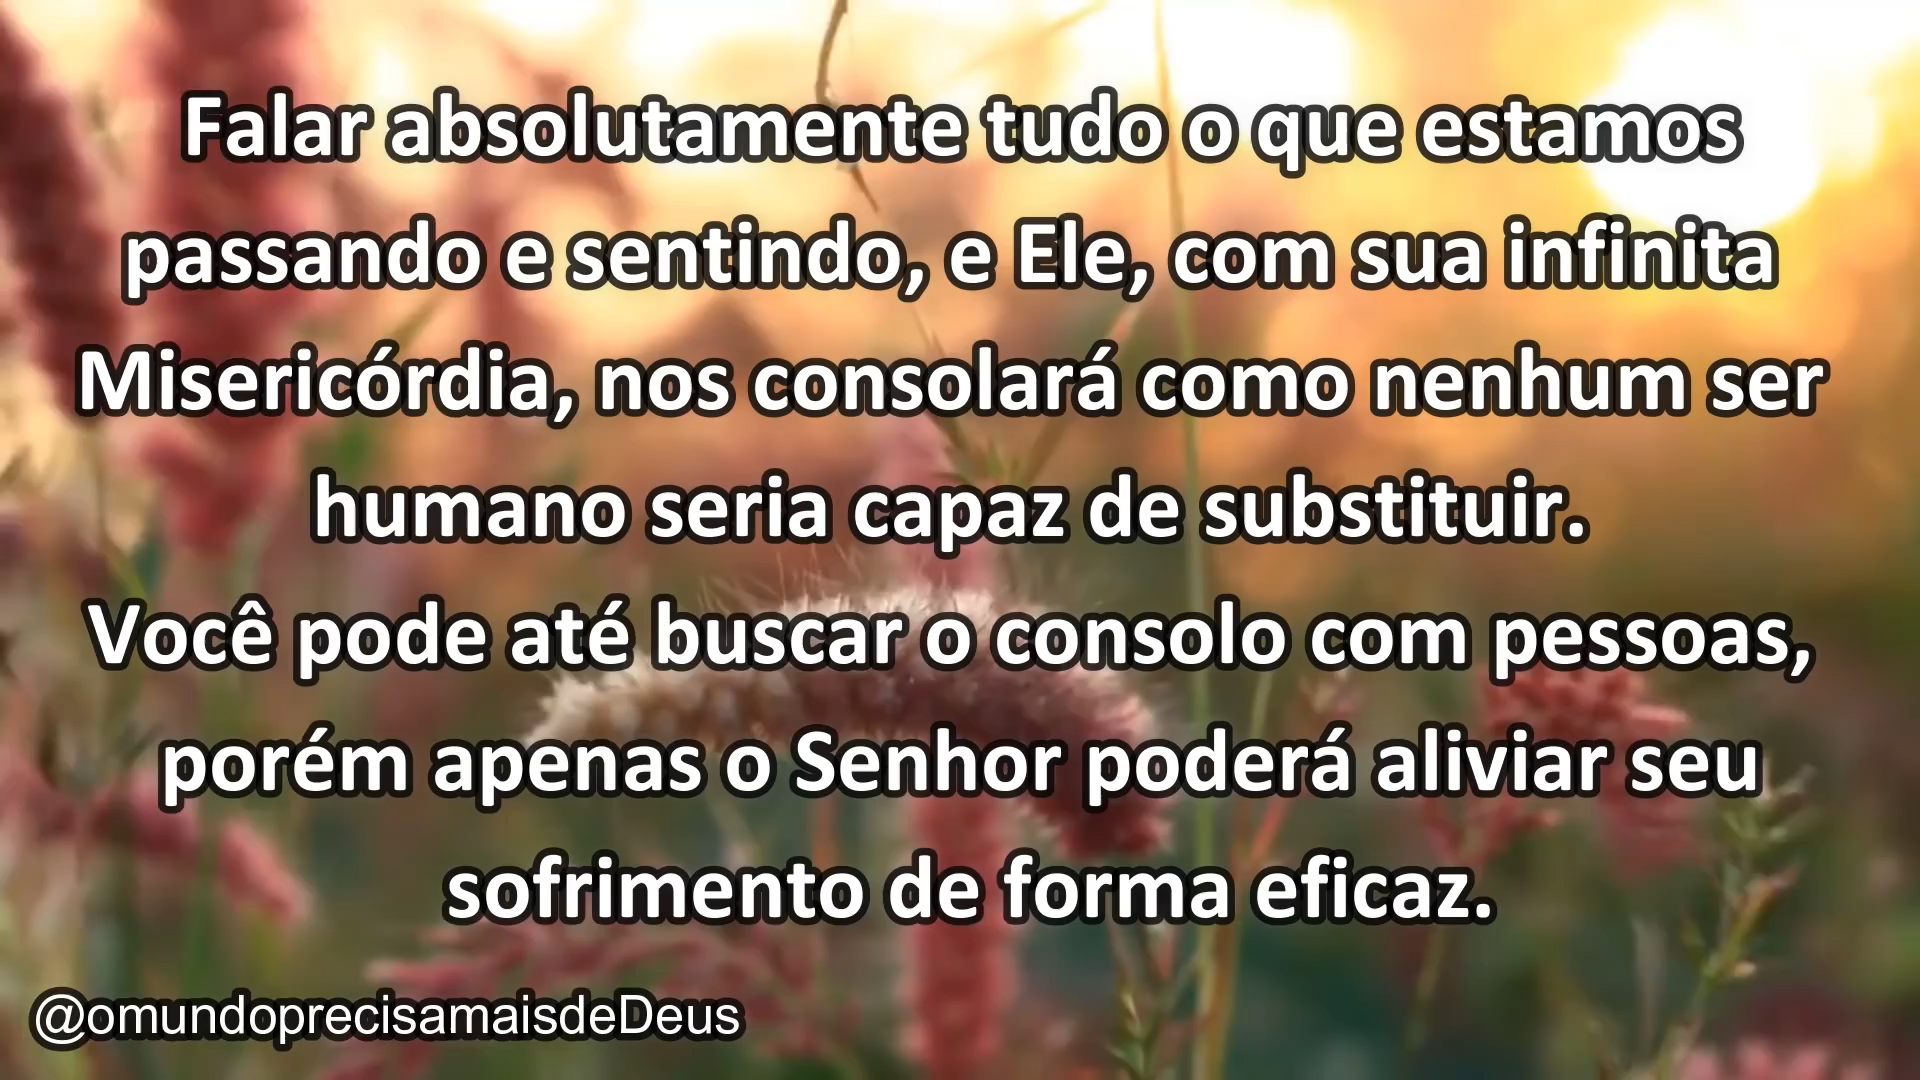 Falar absolutamente tudo o que estamos
passando e sentindo, e Ele, com sua infinita
Misericórdia, nos consolará como nenhum ser
humano seria capaz de substituir.
Você pode até buscar o consolo com pessoas,
porém apenas o Senhor poderá aliviar seu
sofrimento de forma eficaz.
@omundoprecisamaisdeDeus